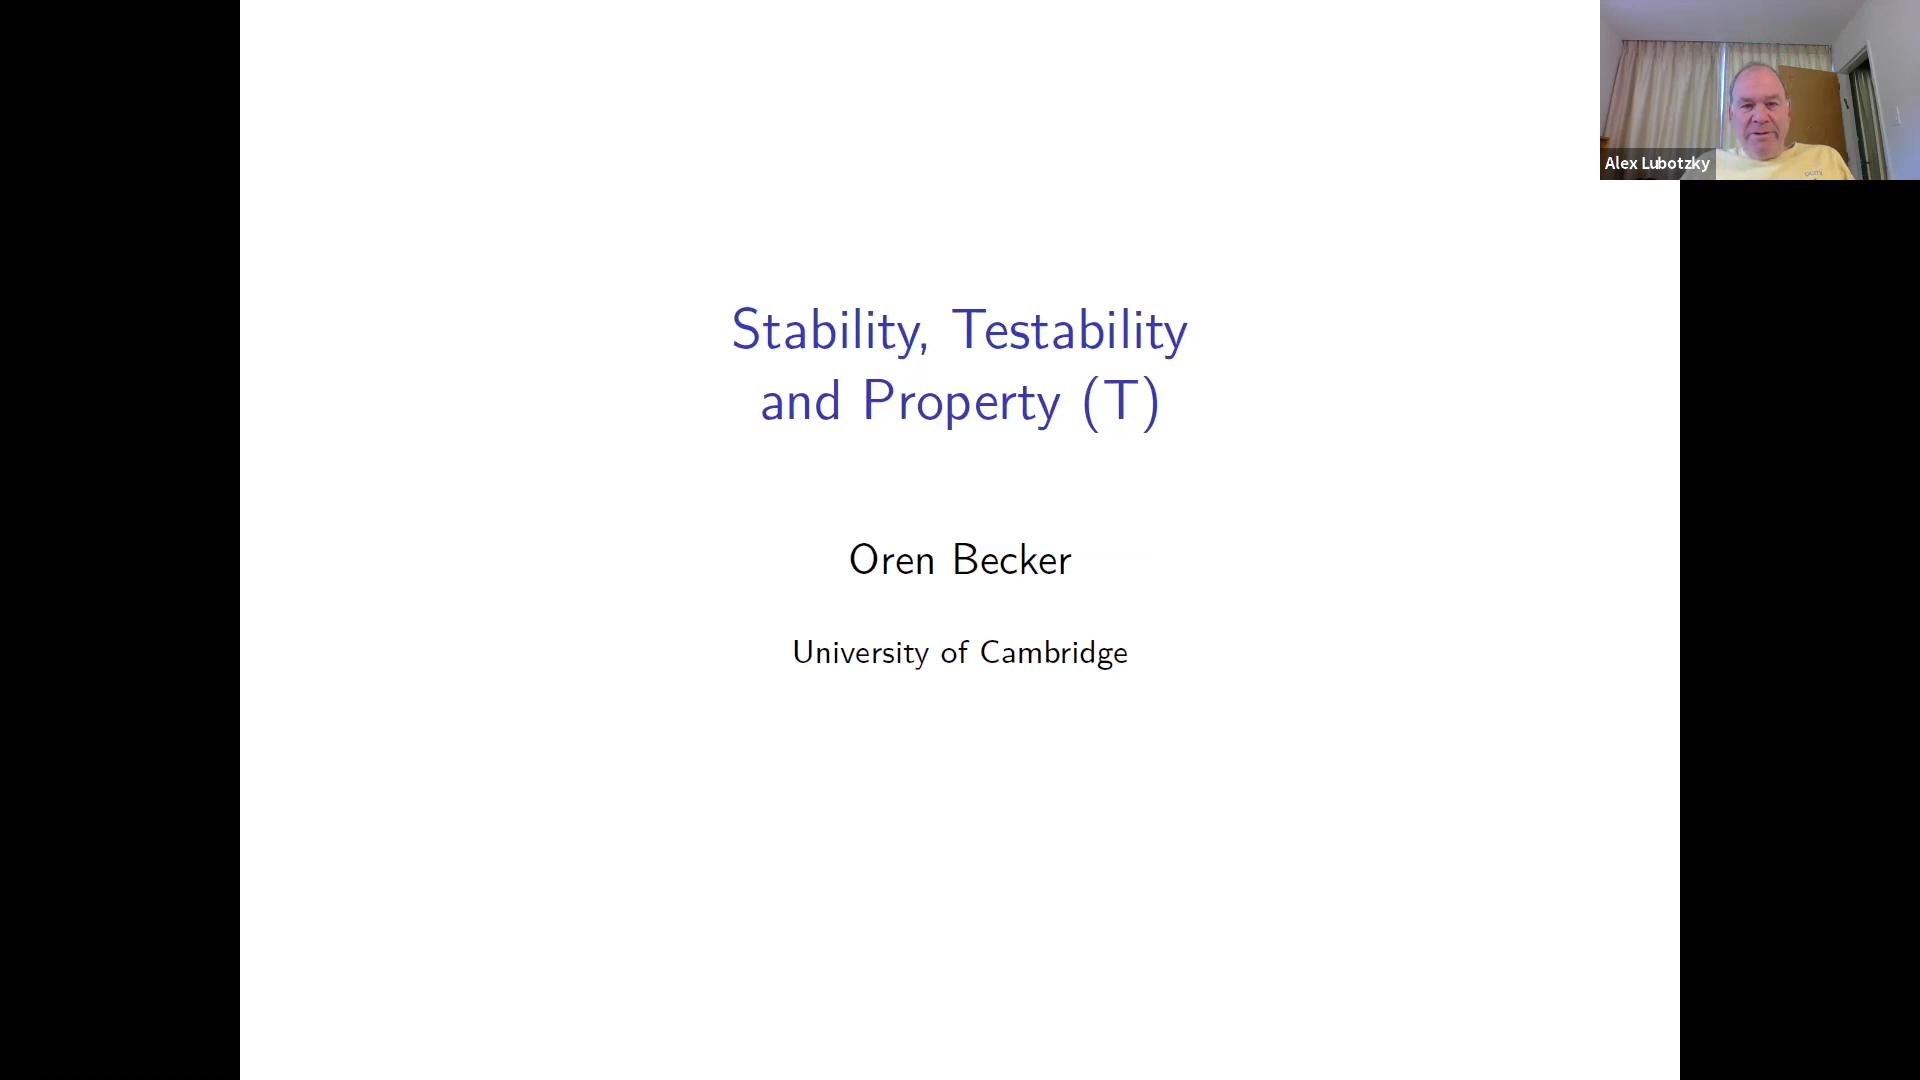 Stability, Testability
and Property (T)
Oren Becker
University of Cambridge
Alex Lubotzky